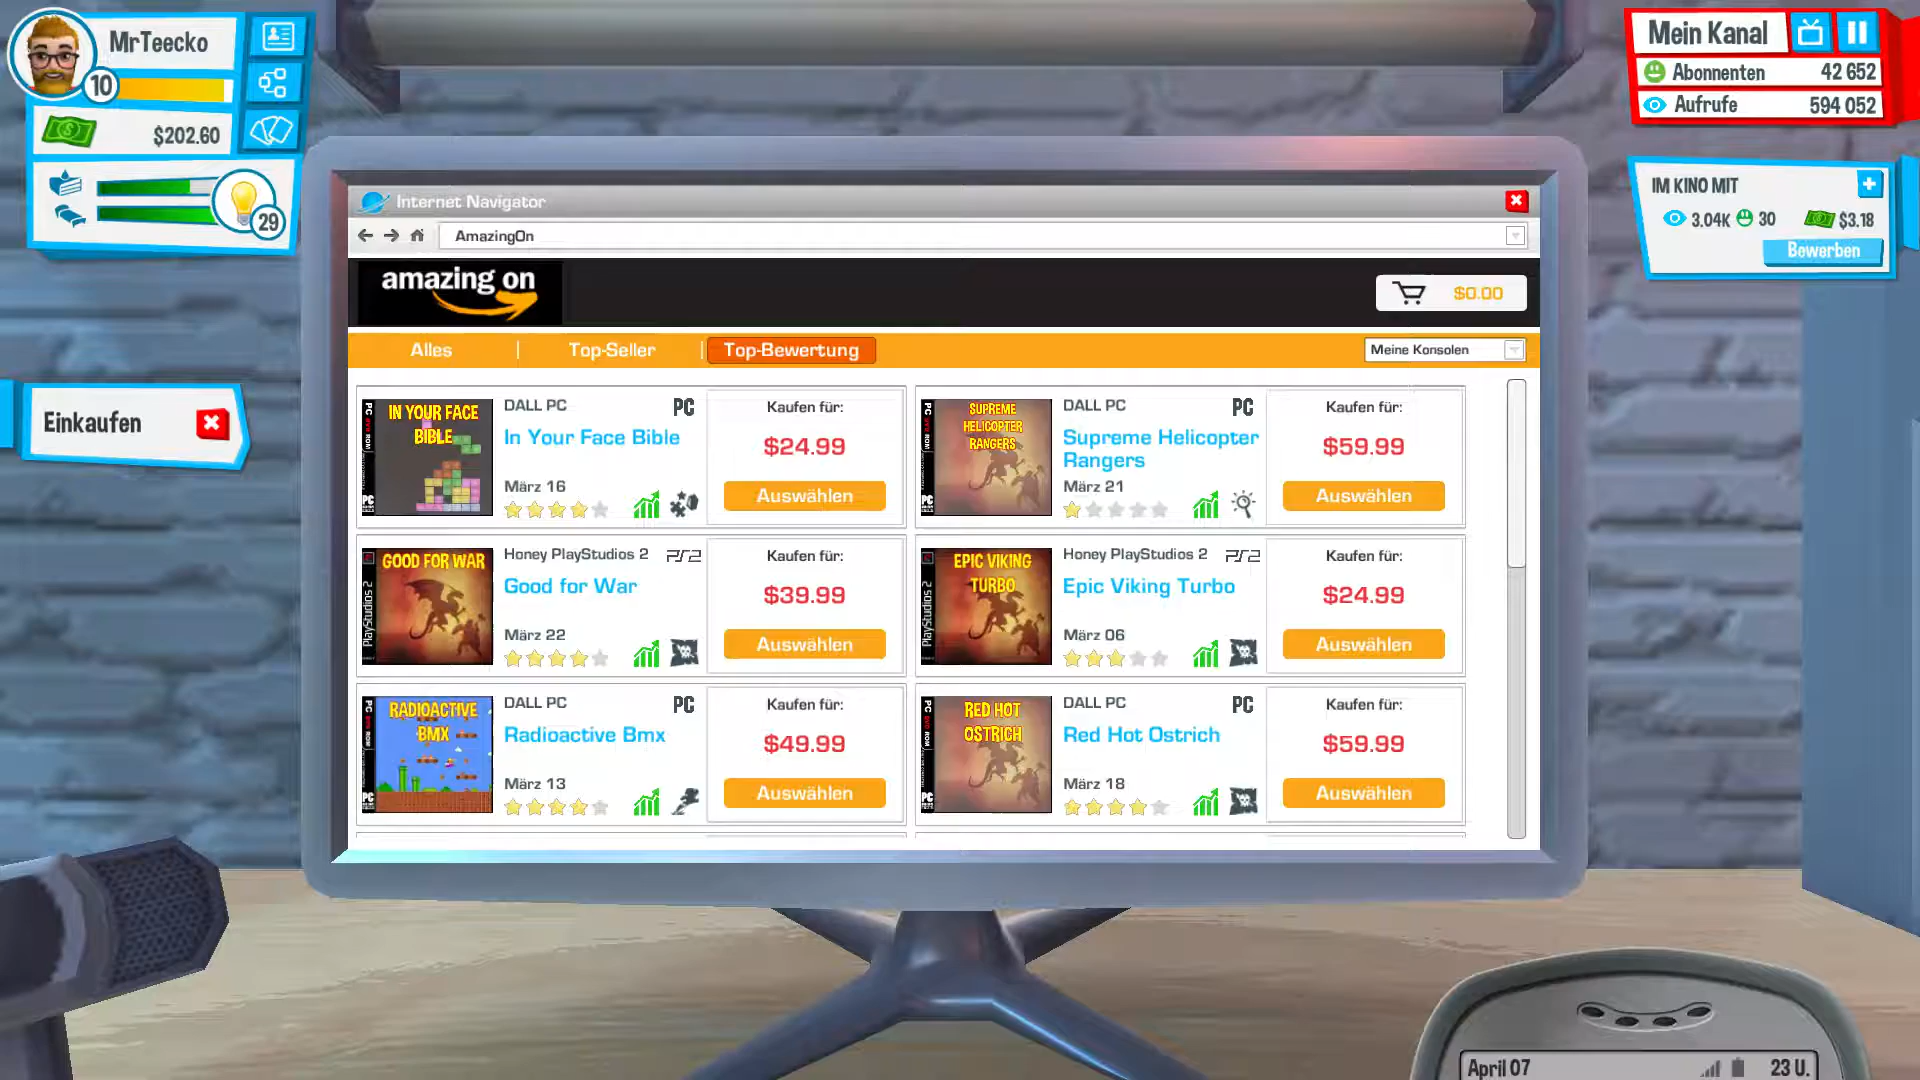 MrTeecko
10
$202.60
29
Mein Kanal
Abonnenten 42 652
Aufrufe 594 052
IM KINO MIT
3.04K 30 $3.18
Bewerben
Einkaufen
Internet Navigator
AmazingOn
amazing on
$0.00
Alles | Top-Seller | Top-Bewertung
Meine Konsolen
IN YOUR FACE
BIBLE
DALL PC PC
In Your Face Bible
März 16
Kaufen für:
$24.99
Auswählen
SUPREME
HELICOPTER
RANGERS
DALL PC PC
Supreme Helicopter
Rangers
März 21
Kaufen für:
$59.99
Auswählen
PlayStudios 2
GOOD FOR WAR
Honey PlayStudios 2 PS2
Good for War
März 22
Kaufen für:
$39.99
Auswählen
PlayStudios 2
EPIC VIKING
TURBO
Honey PlayStudios 2 PS2
Epic Viking Turbo
März 06
Kaufen für:
$24.99
Auswählen
RADIOACTIVE
BMX
DALL PC PC
Radioactive Bmx
März 13
Kaufen für:
$49.99
Auswählen
RED HOT
OSTRICH
DALL PC PC
Red Hot Ostrich
März 18
Kaufen für:
$59.99
Auswählen
April 07
23 U.